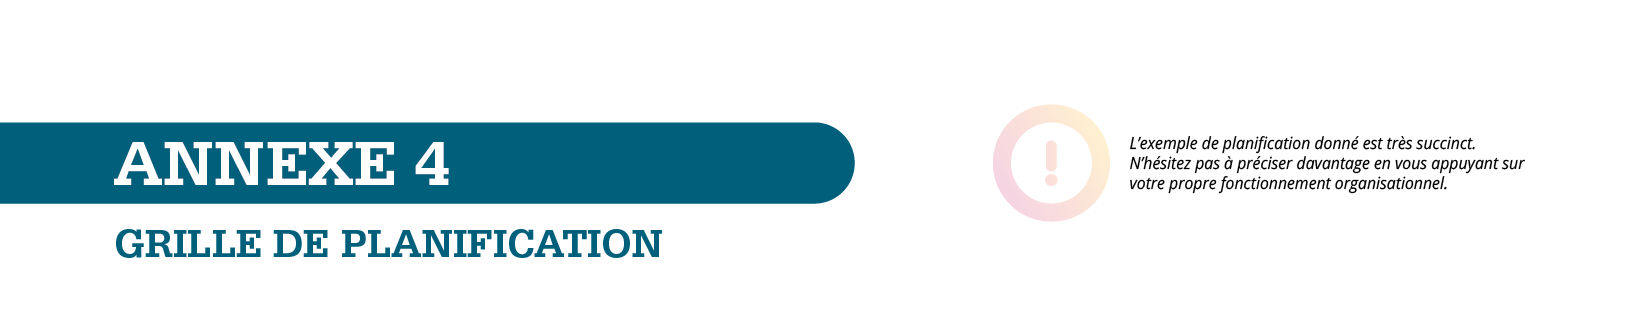 ANNEXE 4
GRILLE DE PLANIFICATION
L’exemple de planification donné est très succinct.
N’hésitez pas à préciser davantage en vous appuyant sur
votre propre fonctionnement organisationnel.